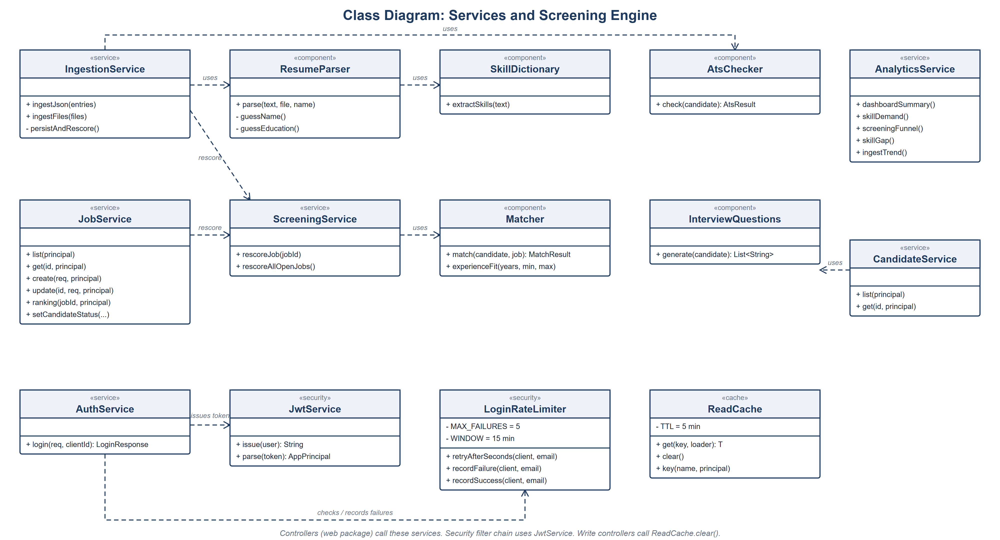 Class Diagram: Services and Screening Engine
uses
«service»
IngestionService
+ ingestJson(entries)
+ ingestFiles(files)
- persistAndRescore()
uses
«component»
ResumeParser
+ parse(text, file, name)
- guessName()
- guessEducation()
uses
«component»
SkillDictionary
+ extractSkills(text)
«component»
AtsChecker
+ check(candidate): AtsResult
«service»
AnalyticsService
+ dashboardSummary()
+ skillDemand()
+ screeningFunnel()
+ skillGap()
+ ingestTrend()
rescore
«service»
JobService
+ list(principal)
+ get(id, principal)
+ create(req, principal)
+ update(id, req, principal)
+ ranking(jobId, principal)
+ setCandidateStatus(...)
rescore
«service»
ScreeningService
+ rescoreJob(jobId)
+ rescoreAllOpenJobs()
uses
«component»
Matcher
+ match(candidate, job): MatchResult
+ experienceFit(years, min, max)
«component»
InterviewQuestions
+ generate(candidate): List<String>
uses
«service»
CandidateService
+ list(principal)
+ get(id, principal)
«service»
AuthService
+ login(req, clientId): LoginResponse
issues token
«security»
JwtService
+ issue(user): String
+ parse(token): AppPrincipal
«security»
LoginRateLimiter
- MAX_FAILURES = 5
- WINDOW = 15 min
+ retryAfterSeconds(client, email)
+ recordFailure(client, email)
+ recordSuccess(client, email)
«cache»
ReadCache
- TTL = 5 min
+ get(key, loader): T
+ clear()
+ key(name, principal)
checks / records failures
Controllers (web package) call these services. Security filter chain uses JwtService. Write controllers call ReadCache.clear().